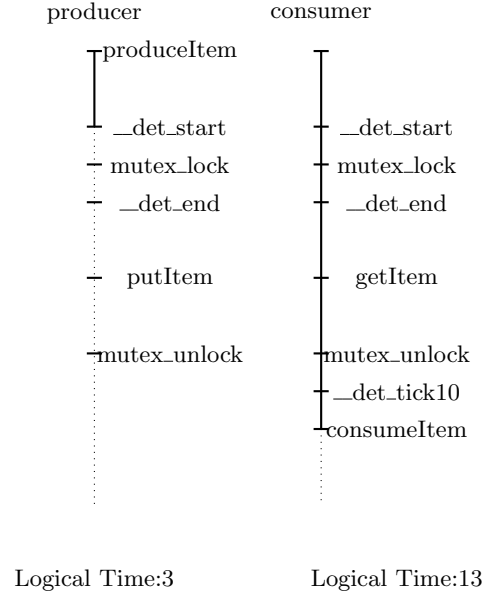 producer consumer
produceItem
__det_start __det_start
mutex_lock mutex_lock
__det_end __det_end
putItem getItem
mutex_unlock mutex_unlock
__det_tick10
consumeItem
Logical Time:3 Logical Time:13